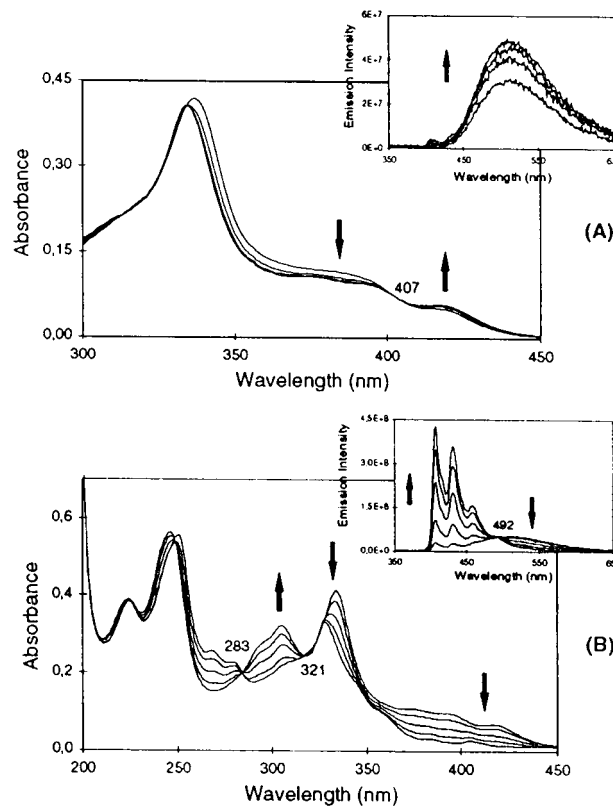 6E+7
4E+7
2E+7
0E+0
Emission Intensity
350 450 550
Wavelength (nm)
0,45
0,30
0,15
0,00
Absorbance
407
(A)
300 350 400 450
Wavelength (nm)
4.5E+8
3.0E+8
1.5E+8
0,0E+0
Emission Intensity
492
350 450 550
Wavelength (nm)
0,6
0,4
0,2
0,0
Absorbance
283
321
(B)
200 250 300 350 400 450
Wavelength (nm)